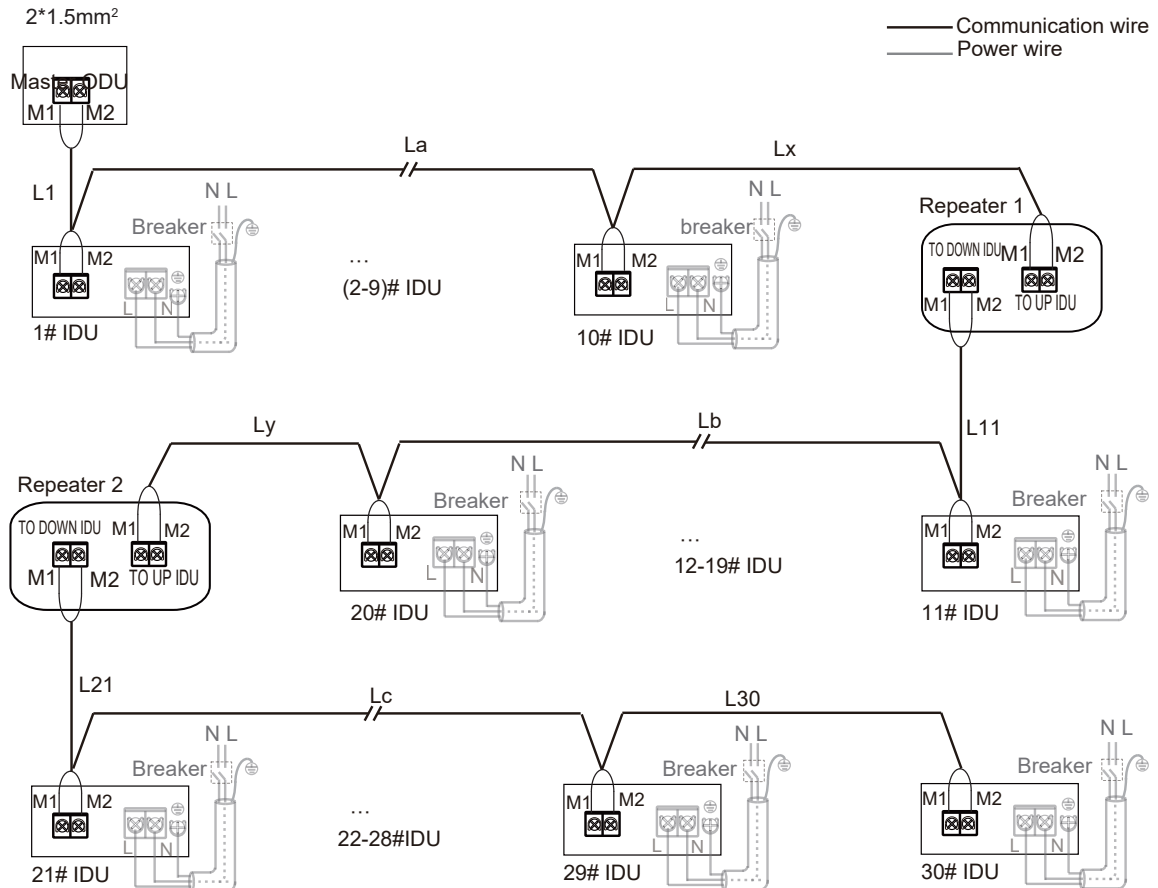 2*1.5mm²
Communication wire
Power wire
Master ODU
M1 M2
La
Lx
L1
N L
N L
Breaker
breaker
Repeater 1
M1 M2
M1 M2
TO DOWN IDU
M1 M2
...
(2-9)# IDU
M1 M2
TO UP IDU
L N
L N
1# IDU
10# IDU
Ly
Lb
L11
N L
N L
Repeater 2
Breaker
Breaker
TO DOWN IDU
M1 M2
M1 M2
M1 M2
...
M1 M2
TO UP IDU
12-19# IDU
L N
L N
20# IDU
11# IDU
L21
Lc
L30
N L
N L
N L
Breaker
Breaker
Breaker
M1 M2
M1 M2
M1 M2
...
22-28#IDU
L N
L N
L N
21# IDU
29# IDU
30# IDU